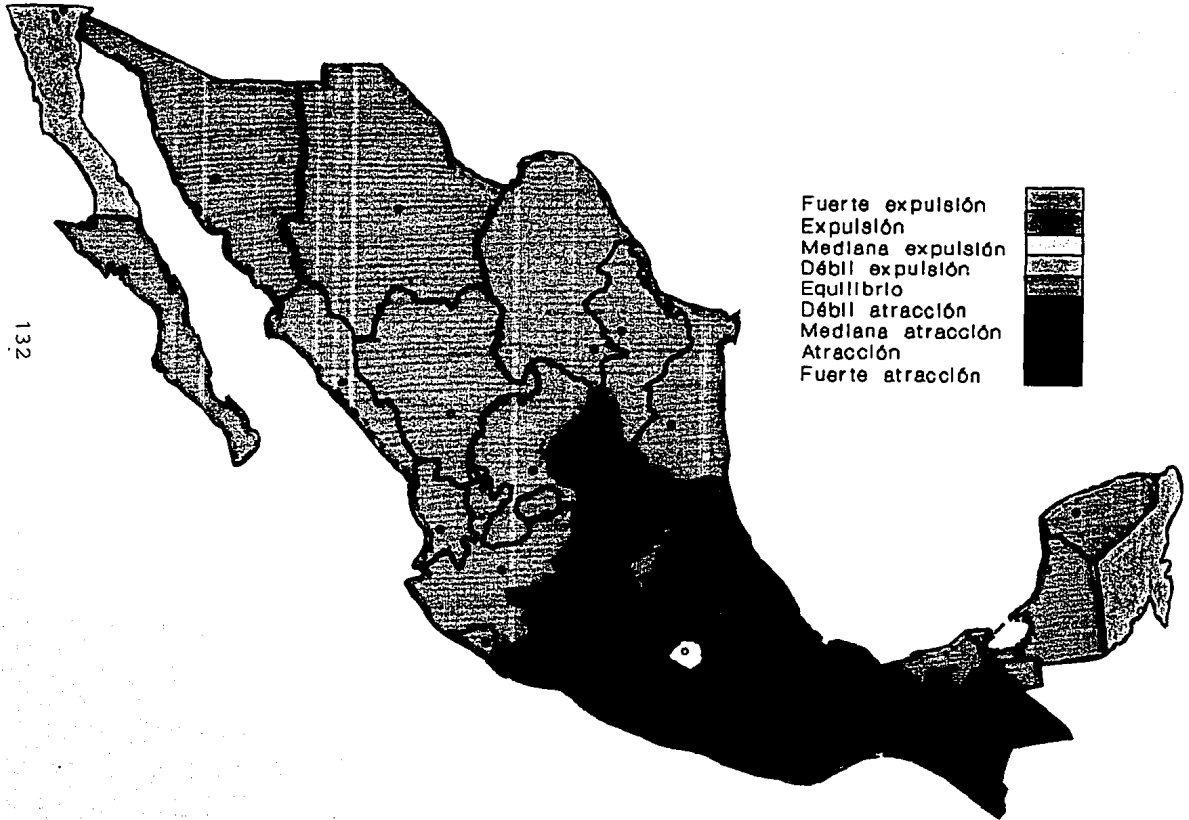 Fuerte expulsión
Expulsión
Mediana expulsión
Débil expulsión
Equilibrio
Débil atracción
Mediana atracción
Atracción
Fuerte atracción
132